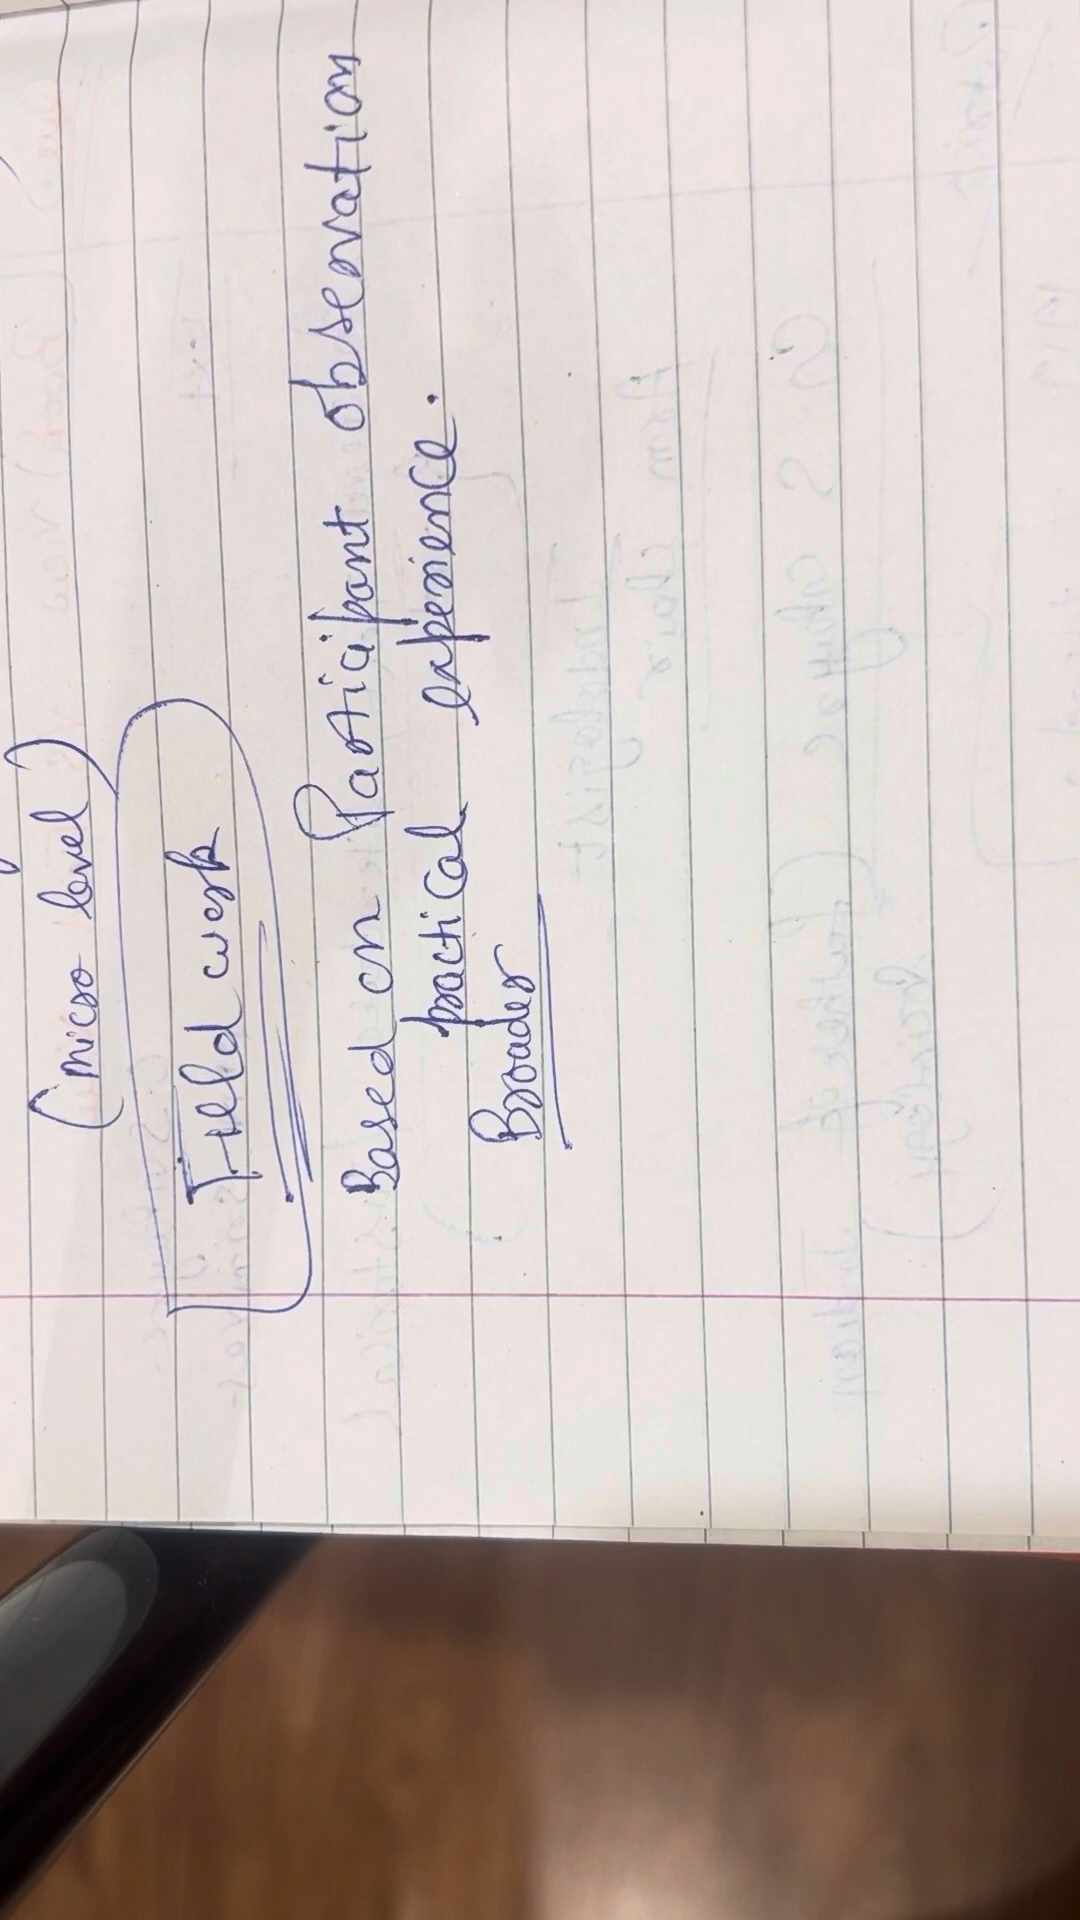 (micro level)
Field work
Based on Participant observation
practical experience.
Broader